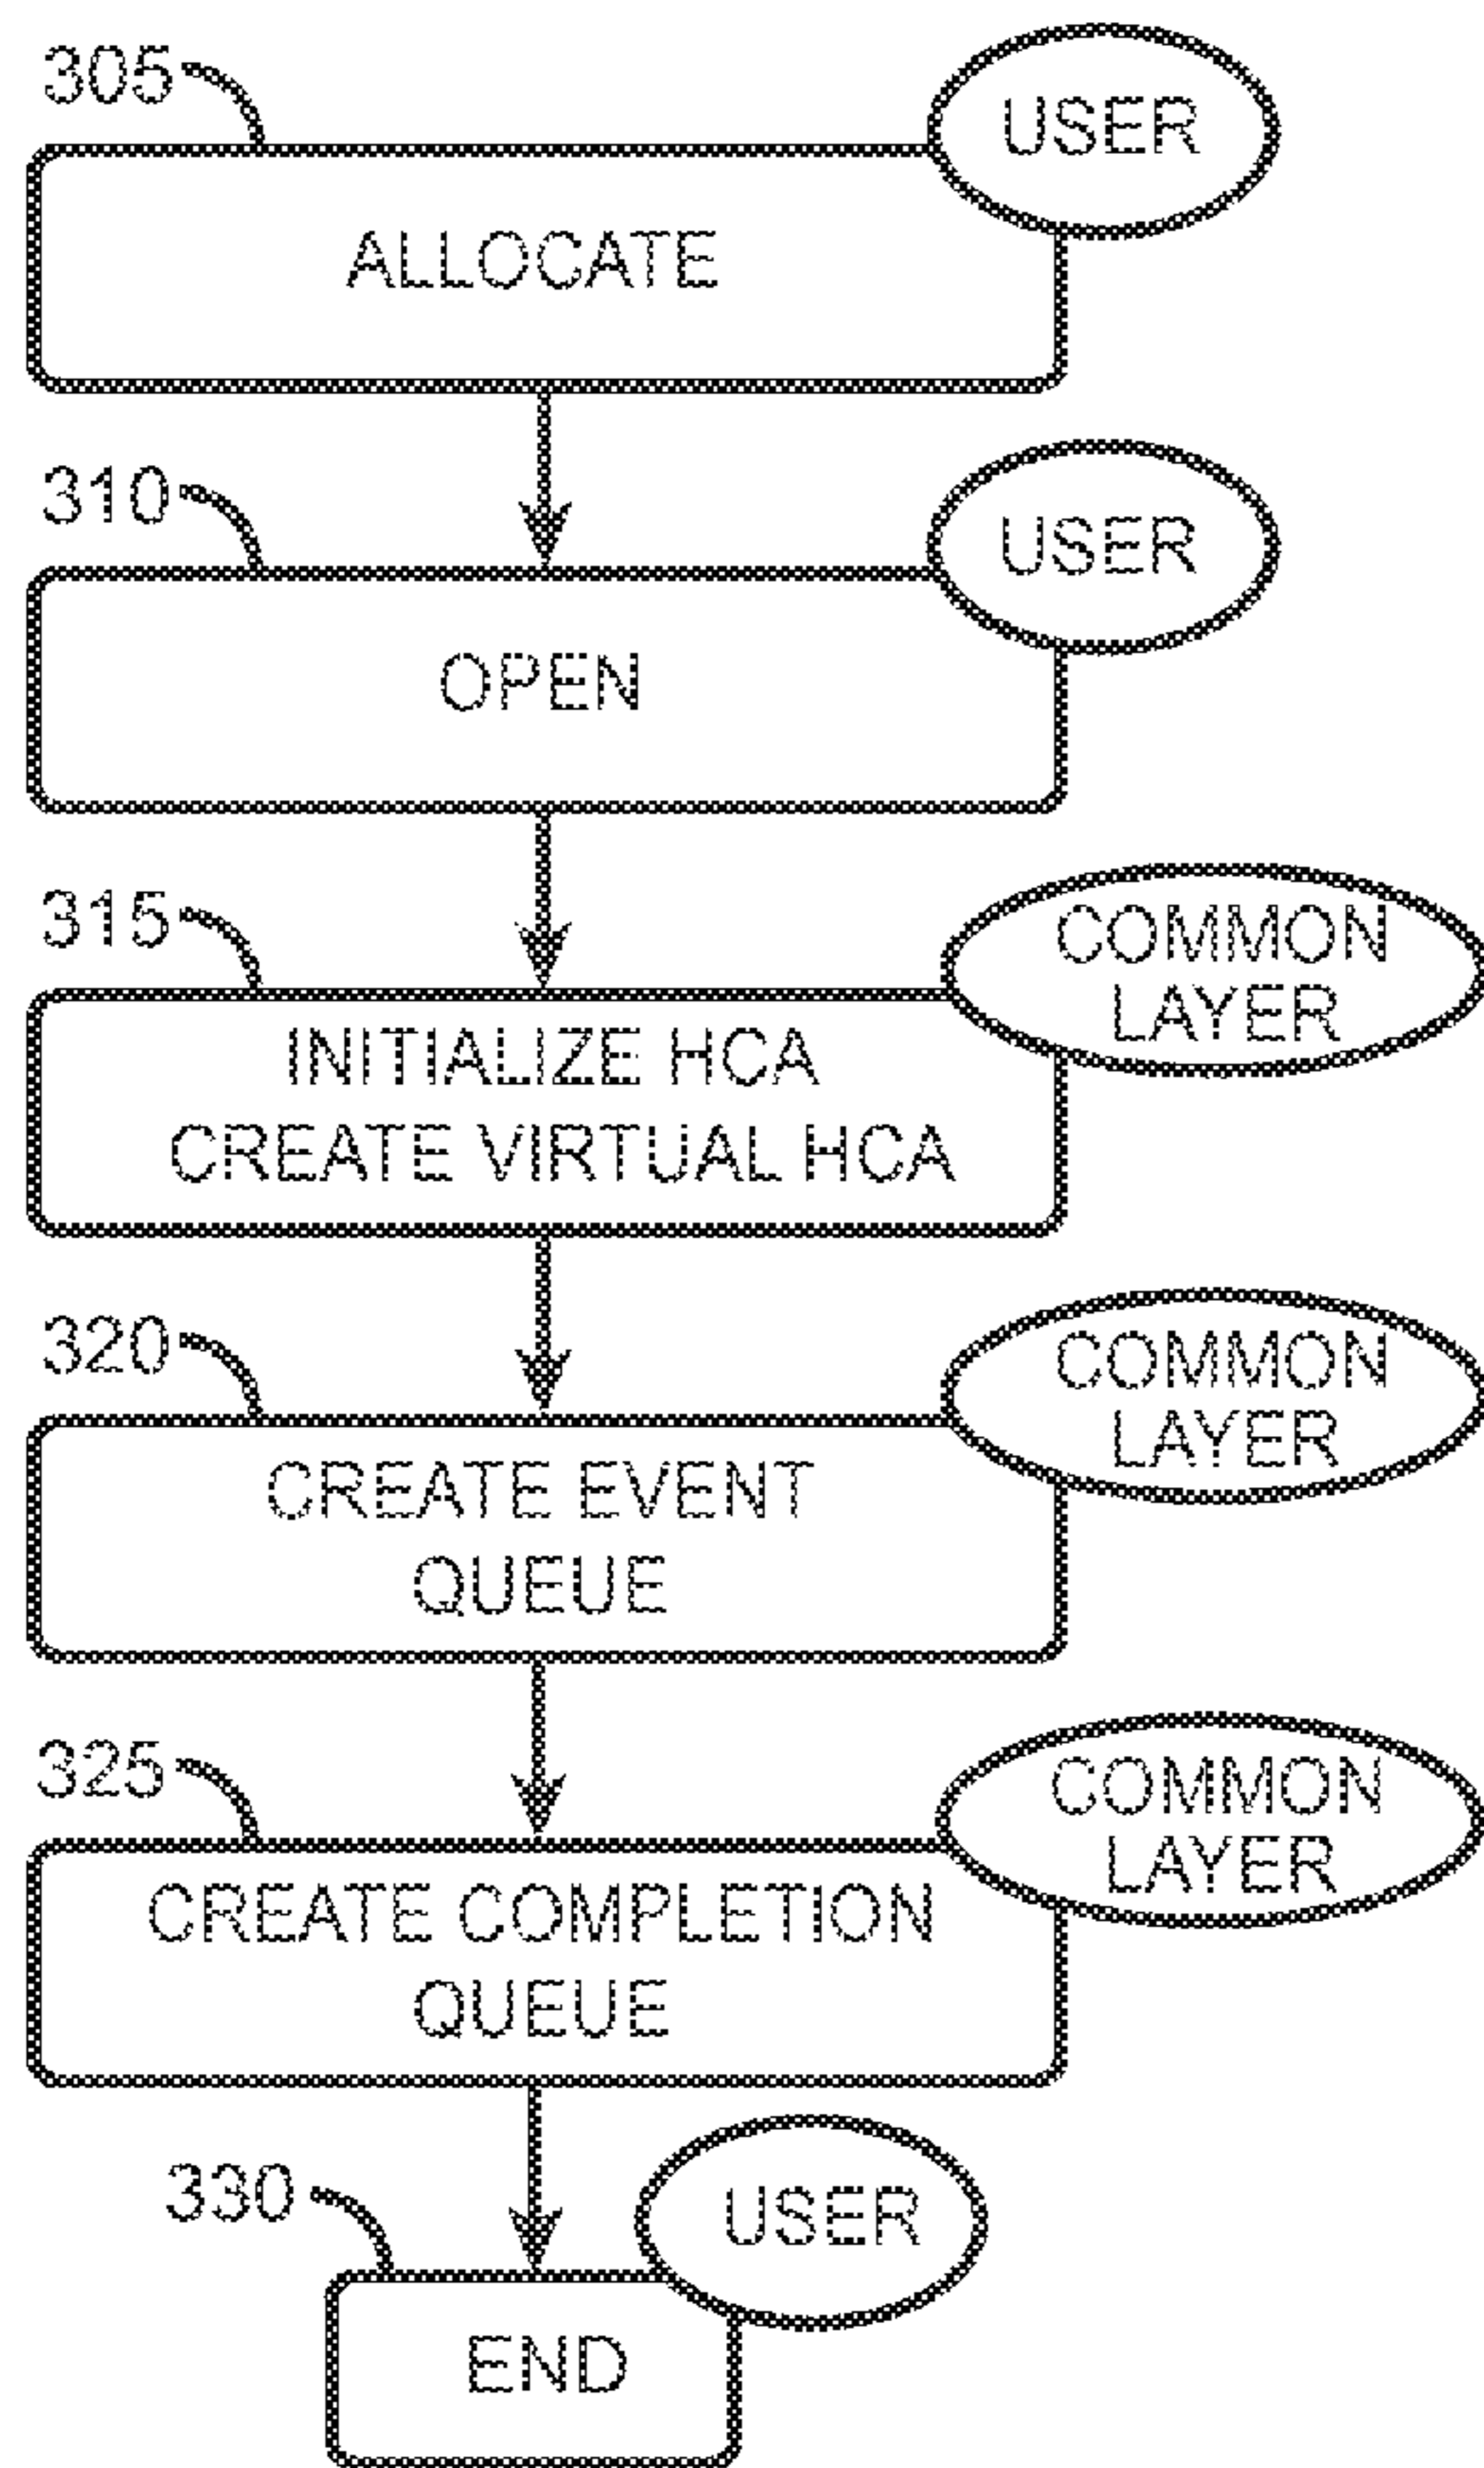 305
USER
ALLOCATE
310
USER
OPEN
315
COMMON
LAYER
INITIALIZE HCA
CREATE VIRTUAL HCA
320
COMMON
LAYER
CREATE EVENT
QUEUE
325
COMMON
LAYER
CREATE COMPLETION
QUEUE
330
USER
END